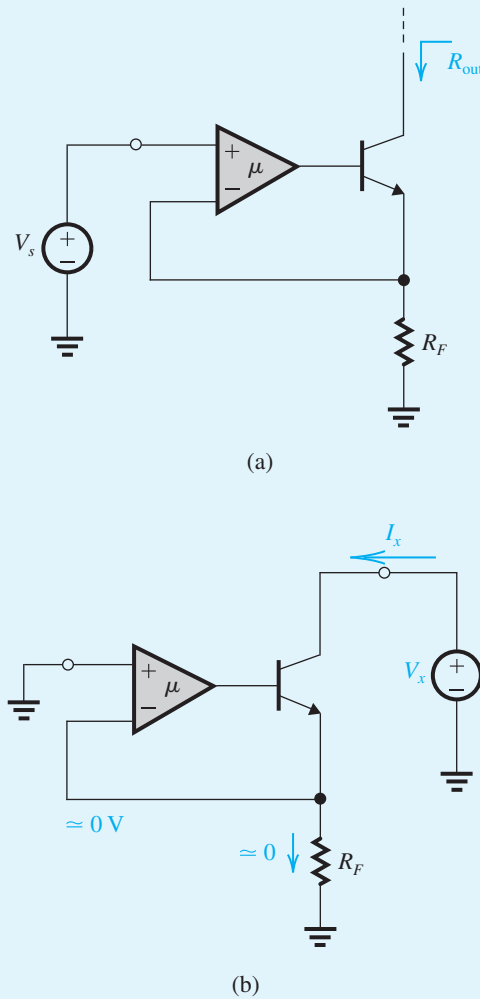 R_out
+
μ
−
V_s
+
−
R_F
(a)
I_x
+
μ
−
V_x
+
−
≃ 0 V
≃ 0
R_F
(b)